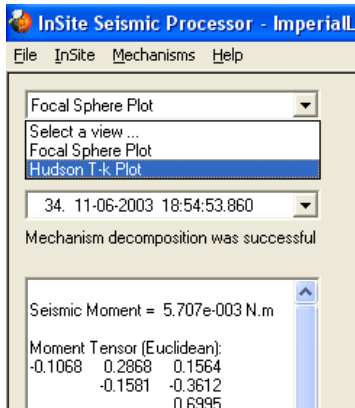 InSite Seismic Processor - ImperialL
File InSite Mechanisms Help
Focal Sphere Plot
Select a view ...
Focal Sphere Plot
Hudson T-k Plot
34. 11-06-2003 18:54:53.860
Mechanism decomposition was successful
Seismic Moment = 5.707e-003 N.m
Moment Tensor (Euclidean):
-0.1068 0.2868 0.1564
-0.1581 -0.3612
0.6995